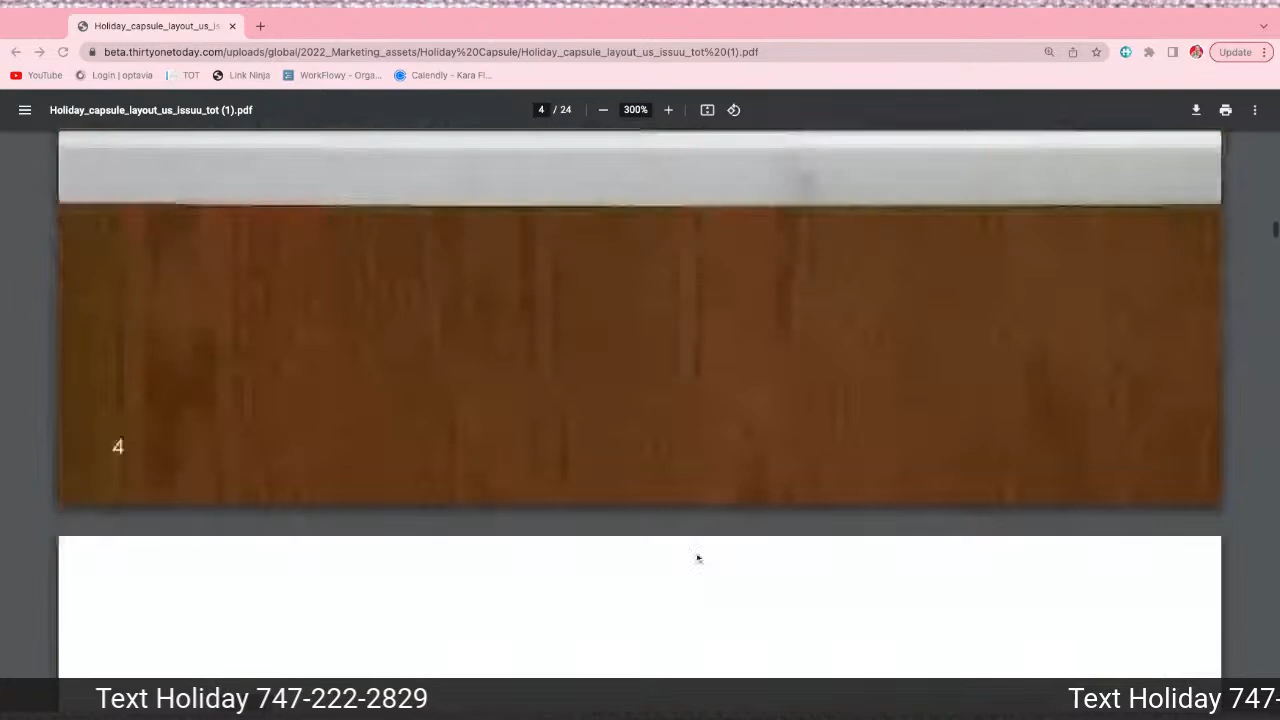 Holiday_capsule_layout_us_is
beta.thirtyonetoday.com/uploads/global/2022_Marketing_assets/Holiday%20Capsule/Holiday_capsule_layout_us_issuu_tot%20(1).pdf
Update
YouTube
Login | optavia
TOT
Link Ninja
WorkFlowy - Orga...
Calendly - Kara Fl...
Holiday_capsule_layout_us_issuu_tot (1).pdf
4 / 24
300%
4
Text Holiday 747-222-2829
Text Holiday 747-